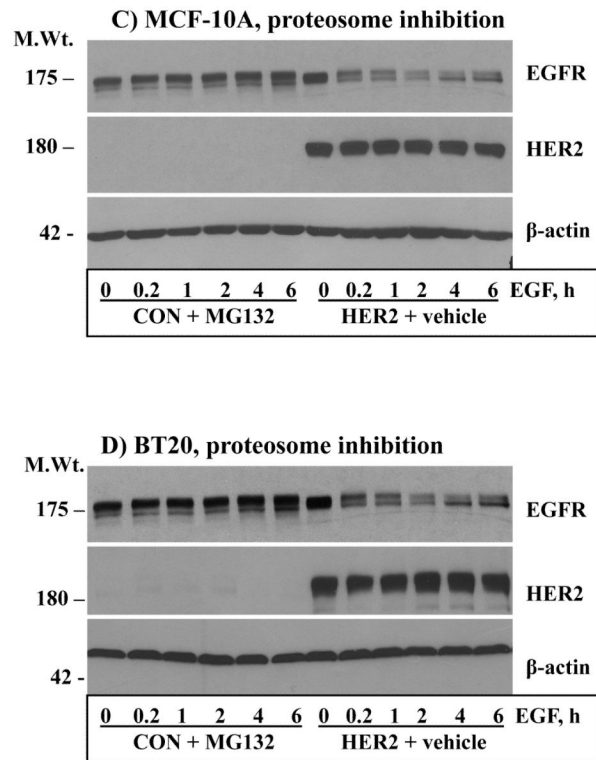 C) MCF-10A, proteosome inhibition
M.Wt.
175 – EGFR
180 – HER2
42 - β-actin
0 0.2 1 2 4 6 0 0.2 1 2 4 6 EGF, h
CON + MG132 HER2 + vehicle
D) BT20, proteosome inhibition
M.Wt.
175 – EGFR
180 – HER2
42 - β-actin
0 0.2 1 2 4 6 0 0.2 1 2 4 6 EGF, h
CON + MG132 HER2 + vehicle